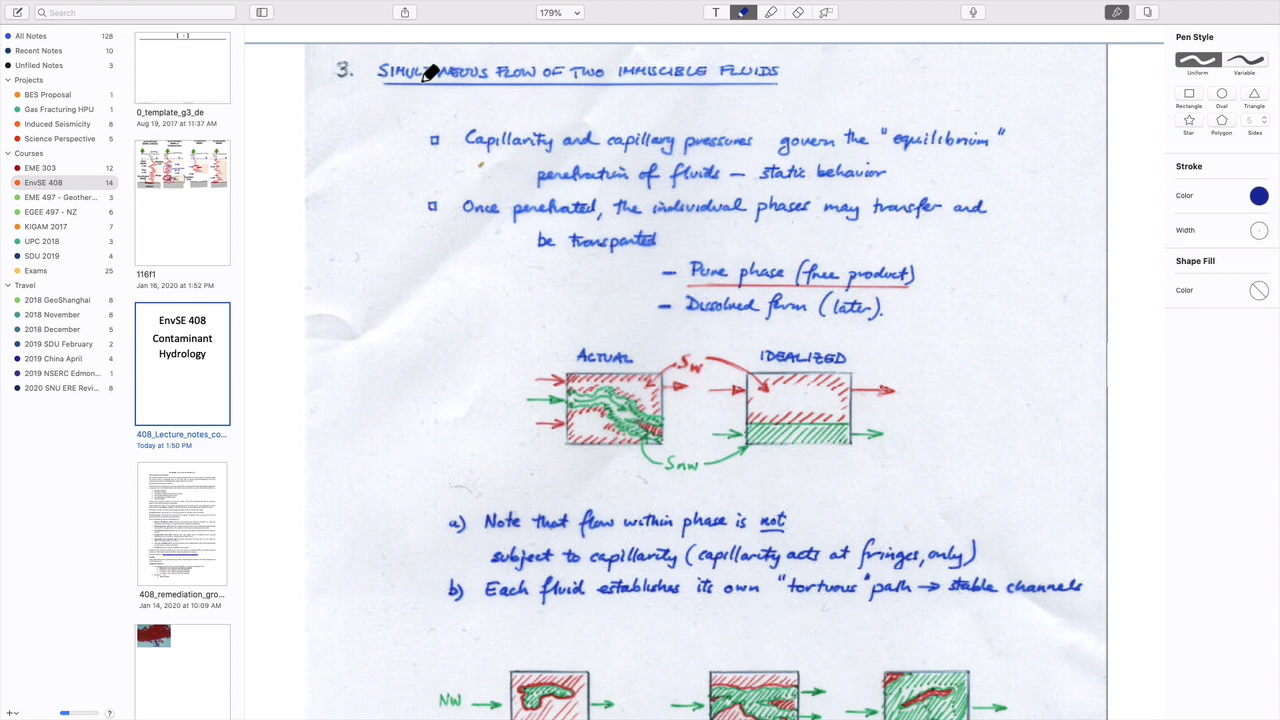 Search
179%
T
All Notes 128
Recent Notes 10
Unfiled Notes 3
Projects
BES Proposal 1
Gas Fracturing HPU 1
Induced Seismicity 8
Science Perspective 5
Courses
EME 303 12
EnvSE 408 14
EME 497 - Geother... 3
EGEE 497 - NZ 6
KIGAM 2017 7
UPC 2018 3
SDU 2019 4
Exams 25
Travel
2018 GeoShanghai 8
2018 November 8
2018 December 5
2019 SDU February 2
2019 China April 4
2019 NSERC Edmon... 1
2020 SNU ERE Revi... 8
0_template_g3_de
Aug 19, 2017 at 11:37 AM
116f1
Jan 16, 2020 at 1:52 PM
EnvSE 408
Contaminant
Hydrology
408_Lecture_notes_co...
Today at 1:50 PM
408_remediation_gro...
Jan 14, 2020 at 10:09 AM
3. SIMULTANEOUS FLOW OF TWO IMMISCIBLE FLUIDS
Capillarity and capillary pressures govern the "equilibrium"
penetration of fluids — static behavior
Once penetrated, the individual phases may transfer and
be transported
— Pure phase (free product)
— Dissolved form (later).
ACTUAL Sw IDEALIZED
Snw
a) Note that flow within phase is not
subject to capillarity (capillarity acts at fringes, only)
b) Each fluid establishes its own "tortuous" path → stable channels
NW
Pen Style
Uniform Variable
Rectangle Oval Triangle
5
Star Polygon Sides
Stroke
Color
Width
Shape Fill
Color